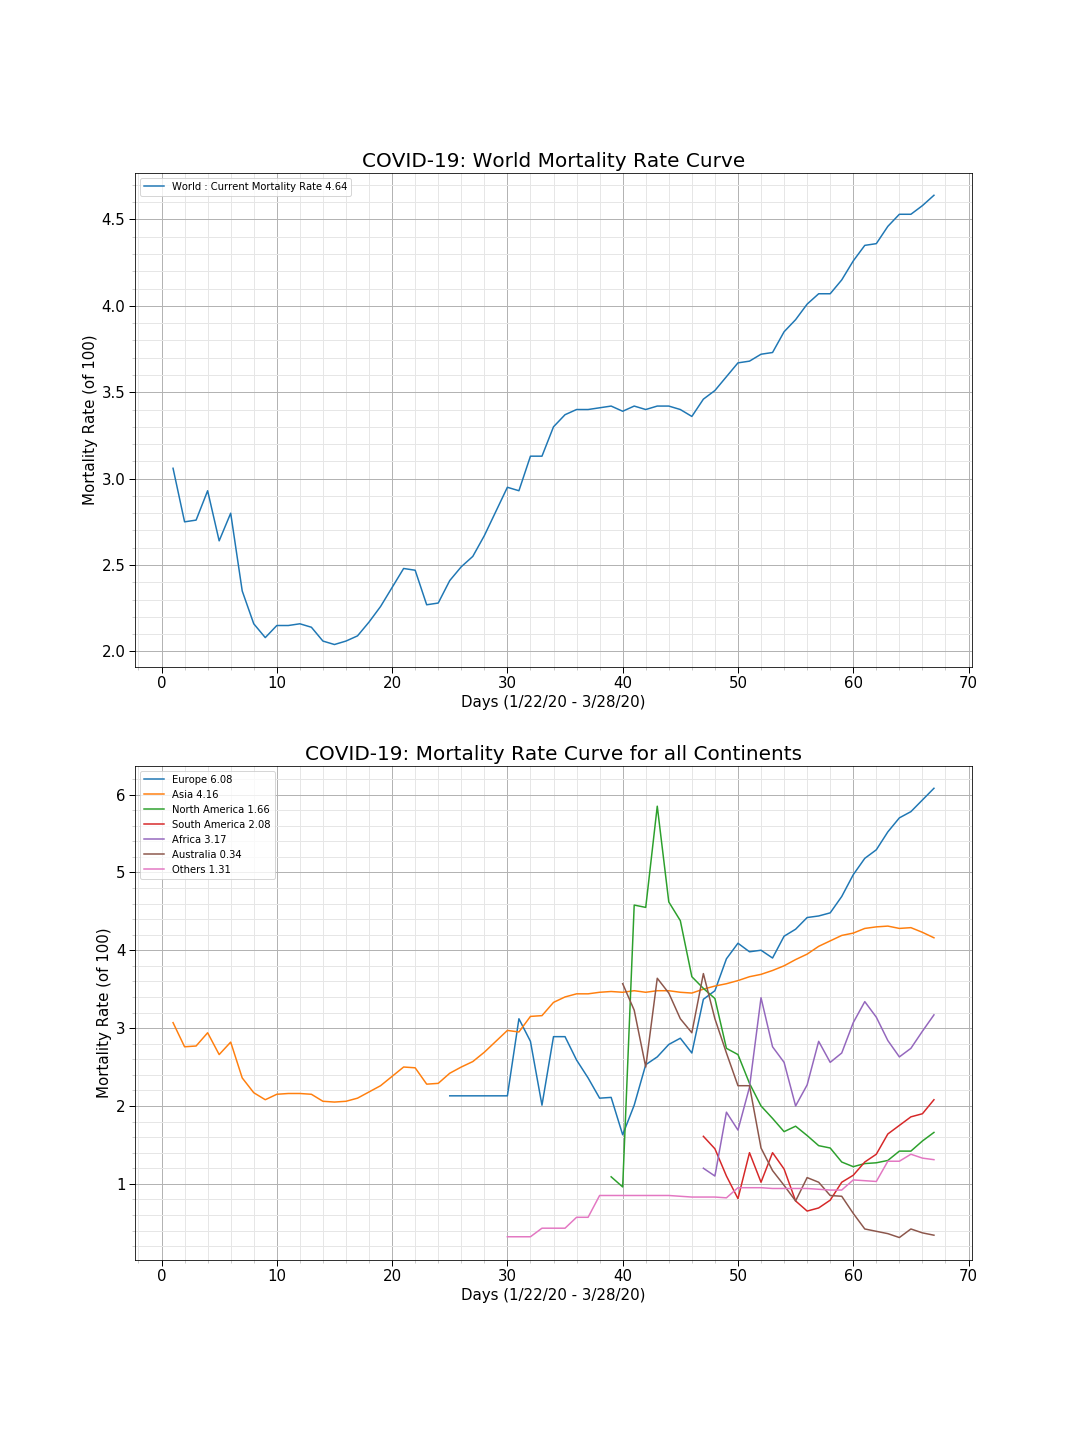 COVID-19: World Mortality Rate Curve
World : Current Mortality Rate 4.64
4.5
4.0
3.5
3.0
2.5
2.0
Mortality Rate (of 100)
0 10 20 30 40 50 60 70
Days (1/22/20 - 3/28/20)
COVID-19: Mortality Rate Curve for all Continents
Europe 6.08
Asia 4.16
North America 1.66
South America 2.08
Africa 3.17
Australia 0.34
Others 1.31
6
5
4
3
2
1
Mortality Rate (of 100)
0 10 20 30 40 50 60 70
Days (1/22/20 - 3/28/20)